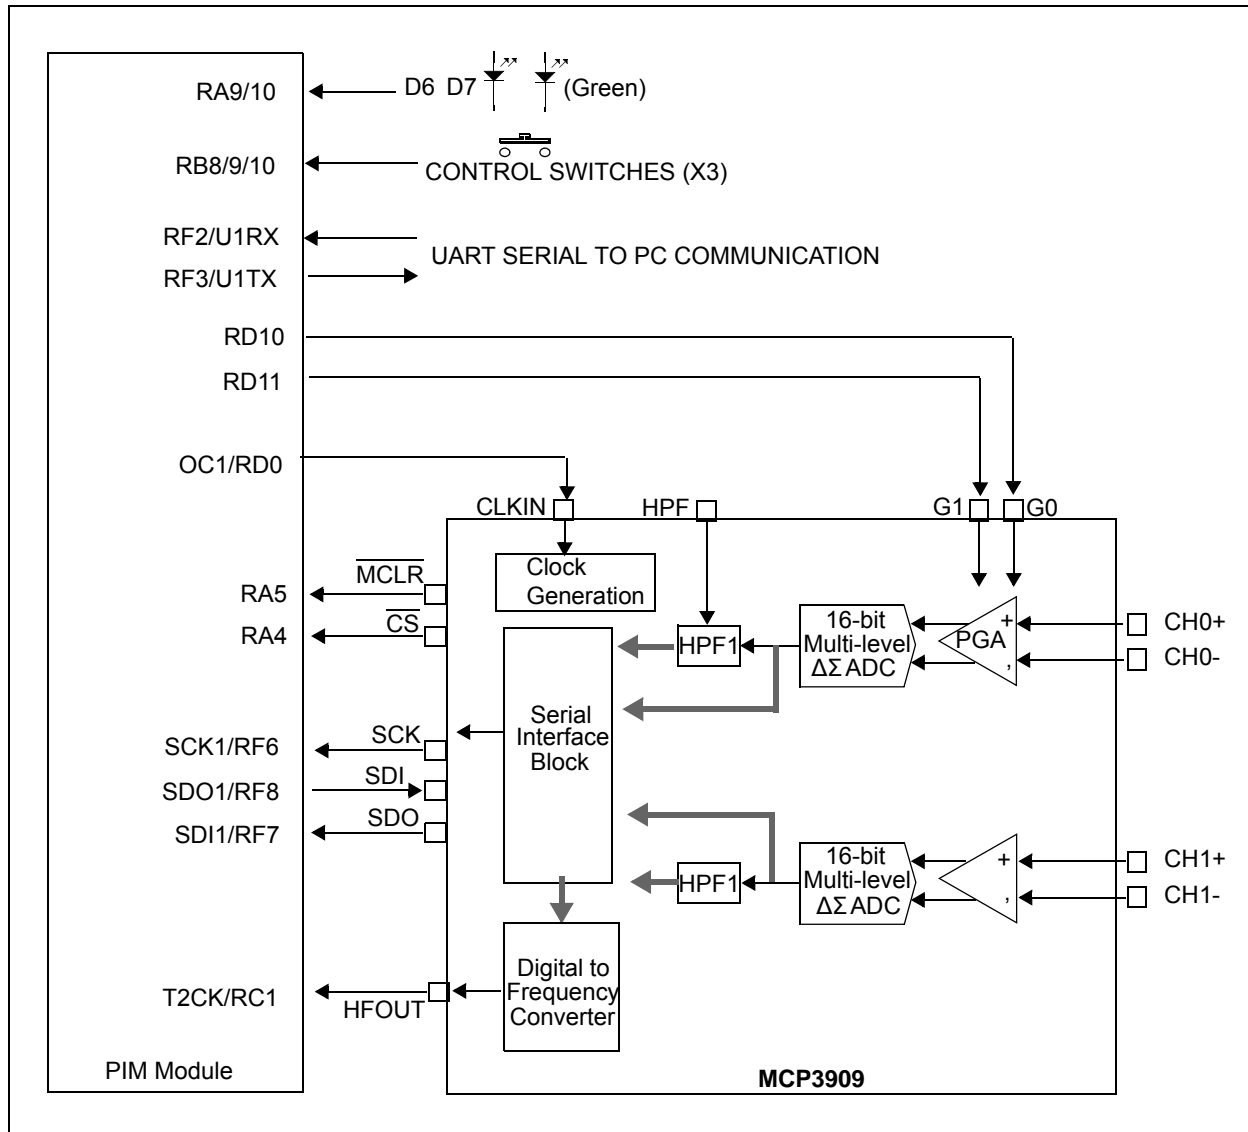 RA9/10
D6 D7
(Green)
RB8/9/10
CONTROL SWITCHES (X3)
RF2/U1RX
UART SERIAL TO PC COMMUNICATION
RF3/U1TX
RD10
RD11
OC1/RD0
CLKIN
HPF
G1
G0
Clock
Generation
MCLR
RA5
CS
RA4
HPF1
16-bit
Multi-level
ΔΣ ADC
PGA
+
,
CH0+
CH0-
Serial
Interface
Block
SCK
SCK1/RF6
SDI
SDO1/RF8
SDO
SDI1/RF7
HPF1
16-bit
Multi-level
ΔΣ ADC
+
,
CH1+
CH1-
Digital to
Frequency
Converter
T2CK/RC1
HFOUT
PIM Module
MCP3909